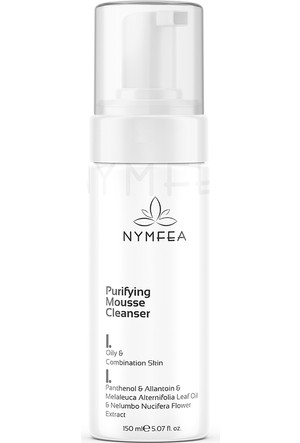 NYMFEA
NYMFEA
Purifying
Mousse
Cleanser
Oily &
Combination Skin
Panthenol & Allantoin &
Melaleuca Alternifolia Leaf Oil
& Nelumbo Nucifera Flower
Extract
150 ml ℮ 5.07 fl oz.